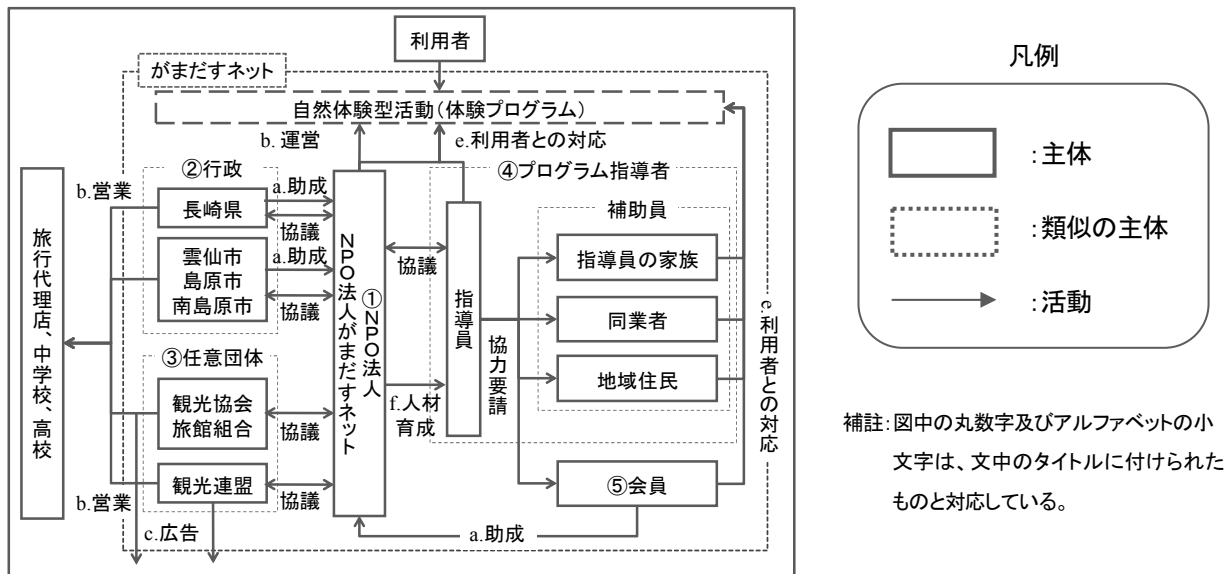 利用者
がまだすネット
自然体験型活動(体験プログラム)
b. 運営
e.利用者との対応
②行政
④プログラム指導者
b.営業
a.助成
長崎県
協議
a.助成
雲仙市
島原市
南島原市
協議
旅行代理店、中学校、高校
③任意団体
観光協会
旅館組合
協議
観光連盟
協議
b.営業
c.広告
①NPO法人
NPO法人がまだすネット
協議
f.人材
育成
指導員
協力要請
補助員
指導員の家族
同業者
地域住民
⑤会員
a.助成
e.利用者との対応
凡例
:主体
:類似の主体
:活動
補註:図中の丸数字及びアルファベットの小
文字は、文中のタイトルに付けられた
ものと対応している。